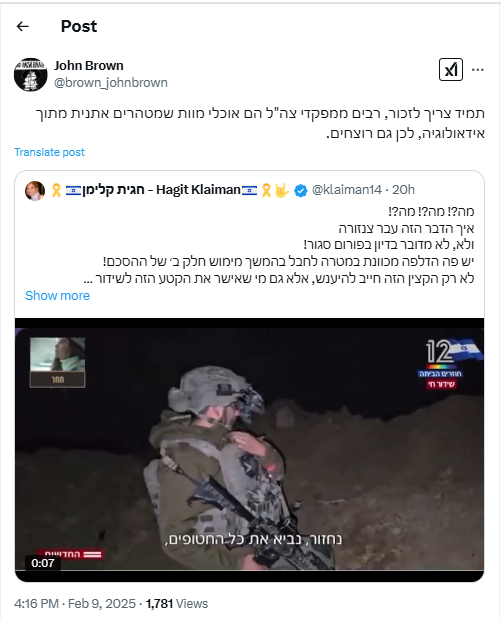 Post
John Brown
@brown_johnbrown
תמיד צריך לזכור, רבים ממפקדי צה"ל הם אוכלי מוות שמטהרים אתנית מתוך
אידאולוגיה, לכן גם רוצחים.
Translate post
חגית קלימן - Hagit Klaiman @klaiman14 · 20h
מה?! מה?! מה?!
איך הדבר הזה עבר צנזורה
ולא, לא מדובר בדיון בפורום סגור!
יש פה הדלפה מכוונת במטרה לחבל בהמשך מימוש חלק ב׳ של ההסכם!
לא רק הקצין הזה חייב להיענש, אלא גם מי שאישר את הקטע הזה לשידור ...
Show more
12
חוזרים הביתה
שידור חי
תמר
נחזור, נביא את כל החטופים,
החדשות
0:07
4:16 PM · Feb 9, 2025 · 1,781 Views